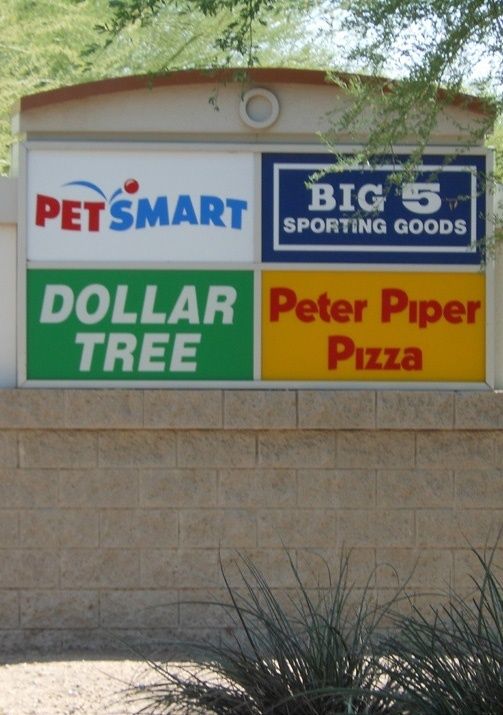 PETSMART
BIG 5
SPORTING GOODS
DOLLAR
TREE
Peter Piper
Pizza